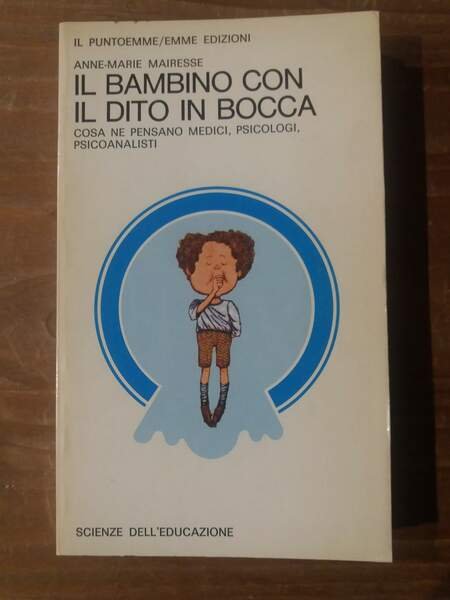 IL PUNTOEMME/EMME EDIZIONI
ANNE-MARIE MAIRESSE
IL BAMBINO CON
IL DITO IN BOCCA
COSA NE PENSANO MEDICI, PSICOLOGI,
PSICOANALISTI
SCIENZE DELL'EDUCAZIONE